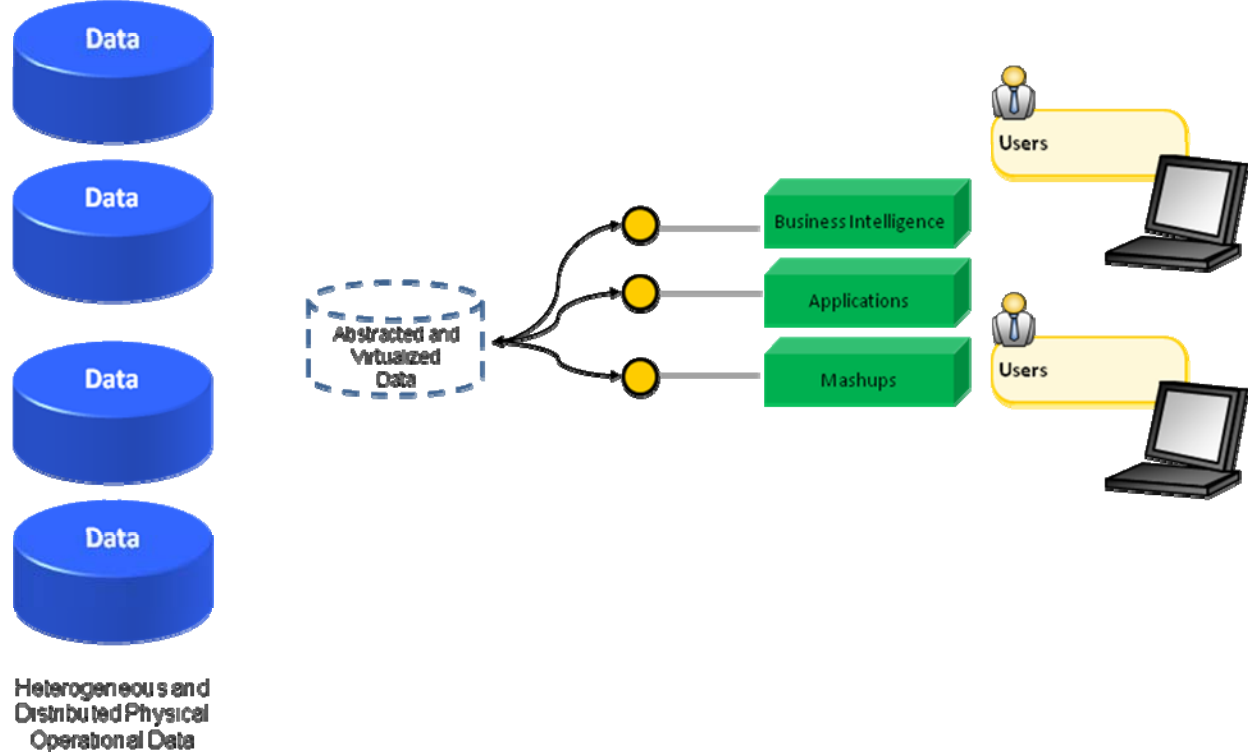 Data
Data
Data
Data
Heterogeneous and
Distributed Physical
Operational Data
Abstracted and
Virtualized
Data
Business Intelligence
Applications
Mashups
Users
Users